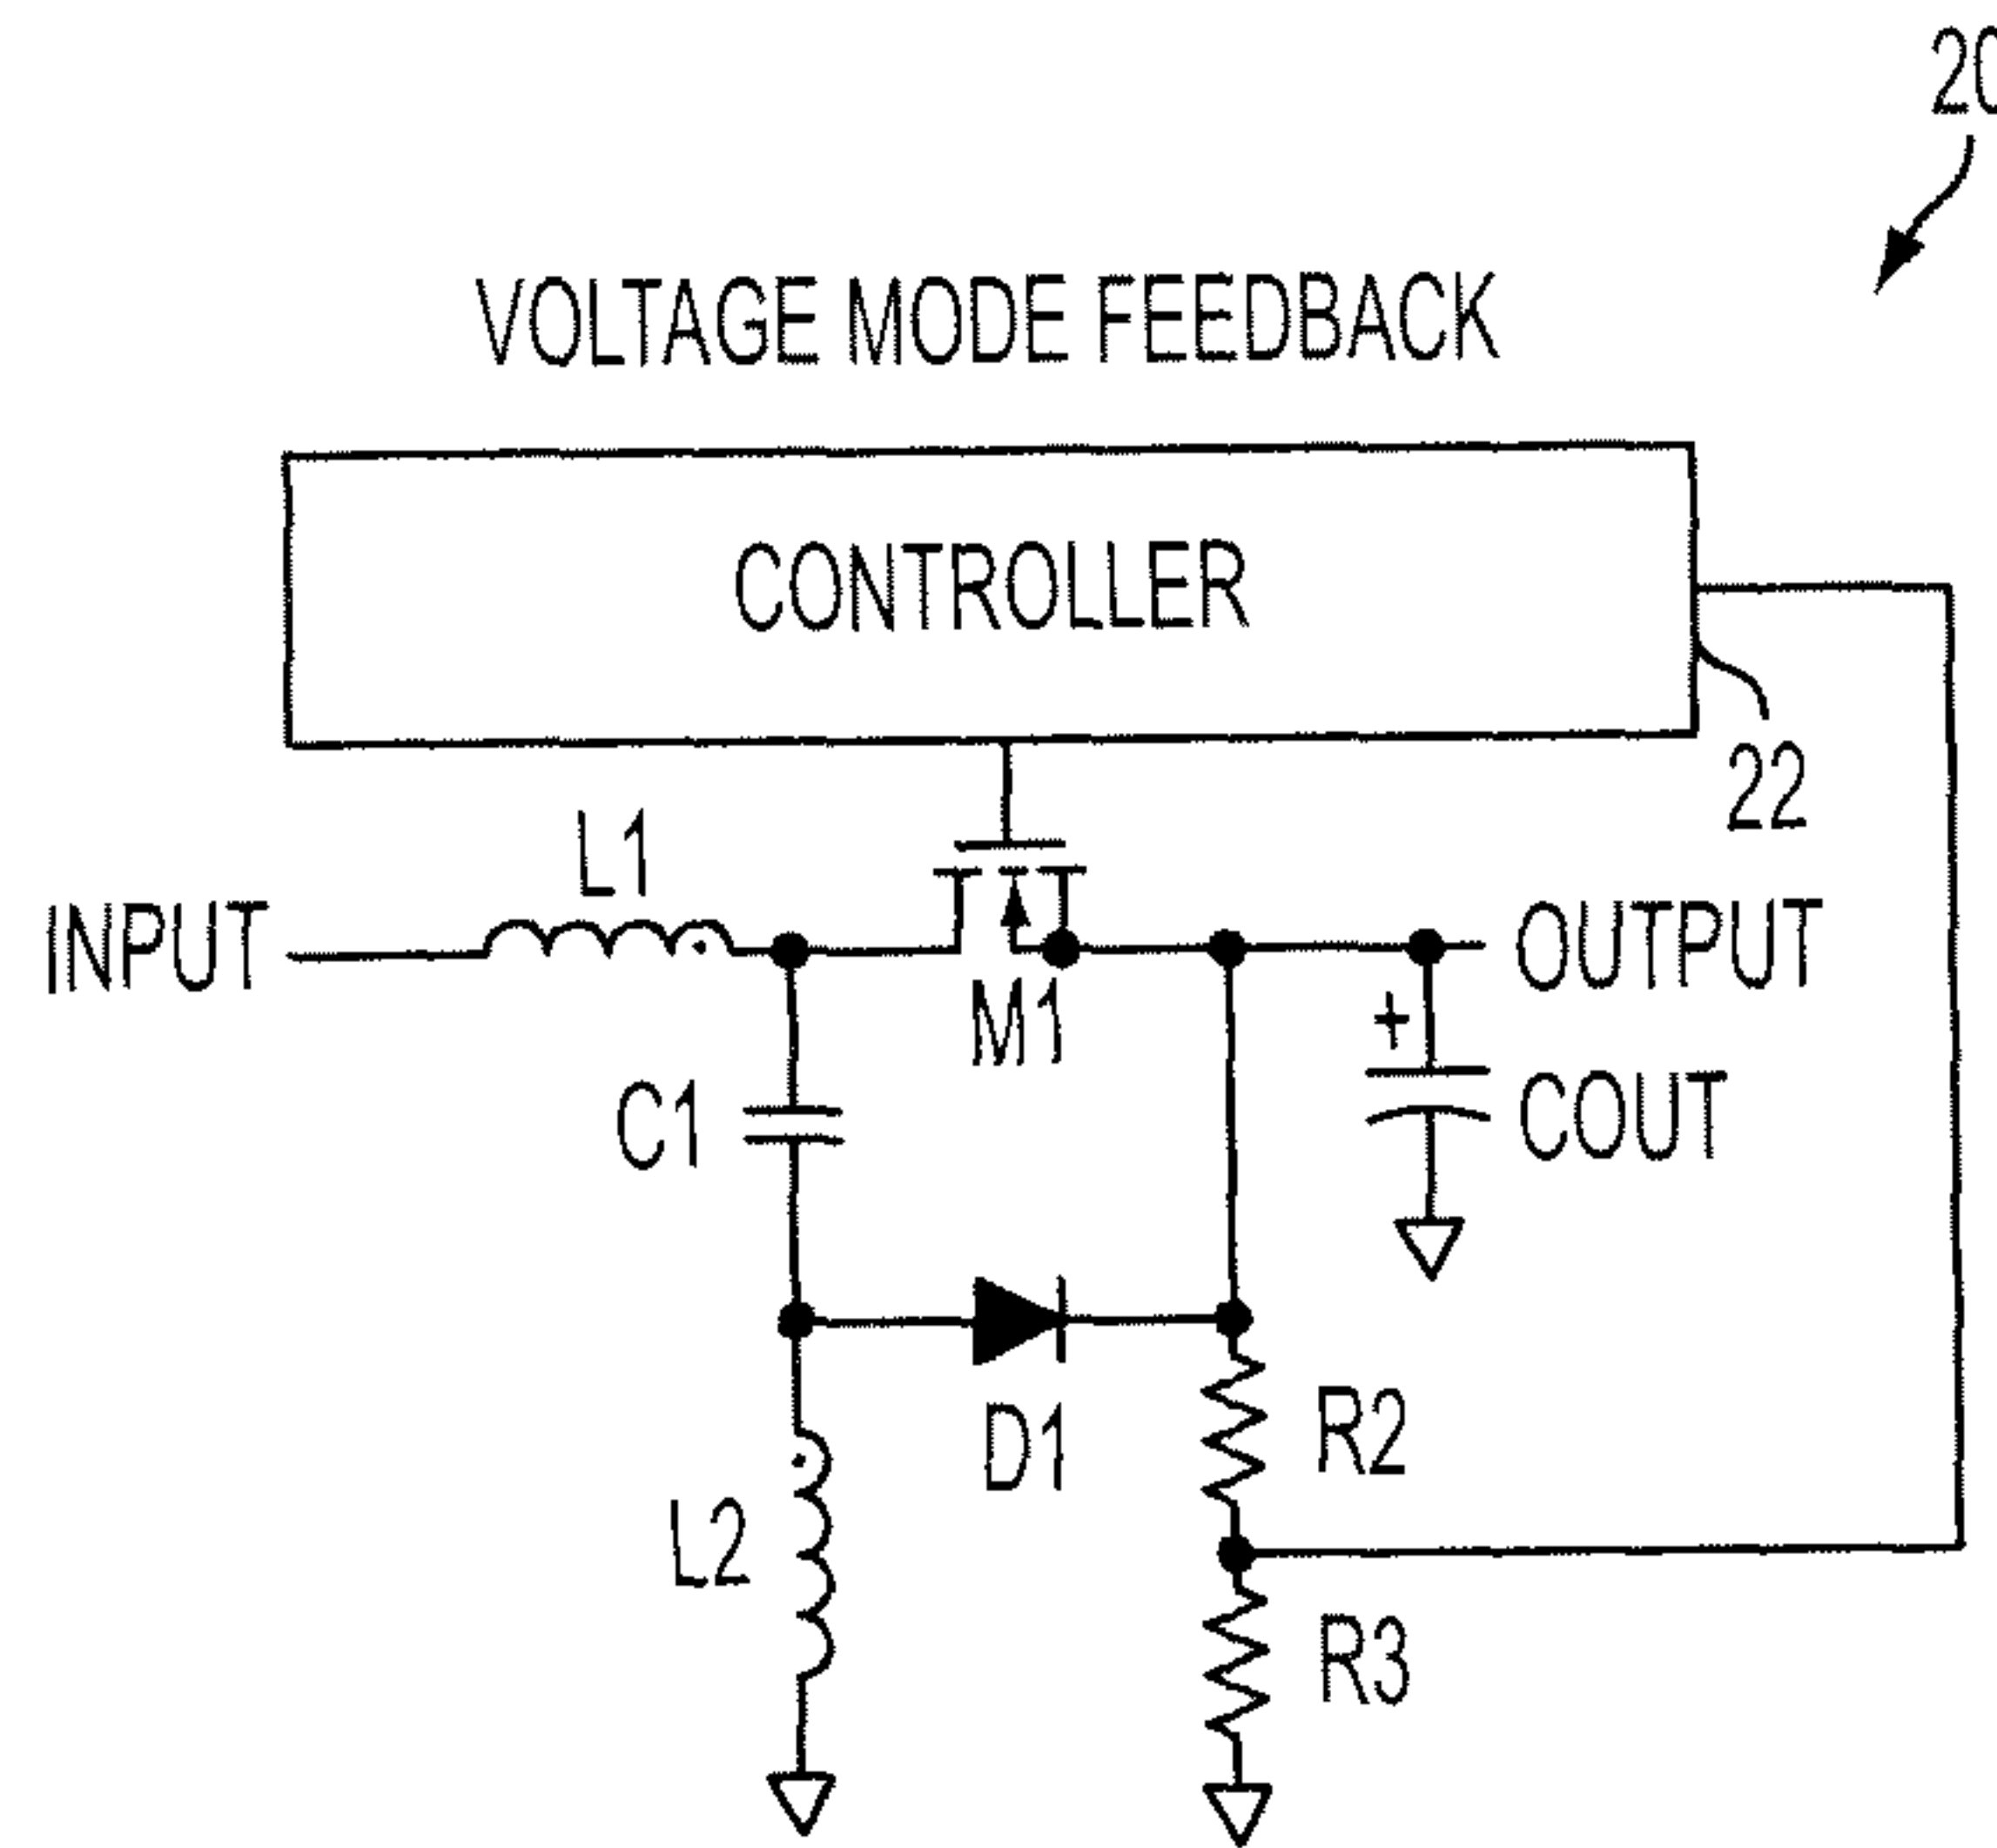 20
VOLTAGE MODE FEEDBACK
CONTROLLER
22
L1
INPUT
OUTPUT
M1
+
C1
COUT
D1
R2
L2
R3